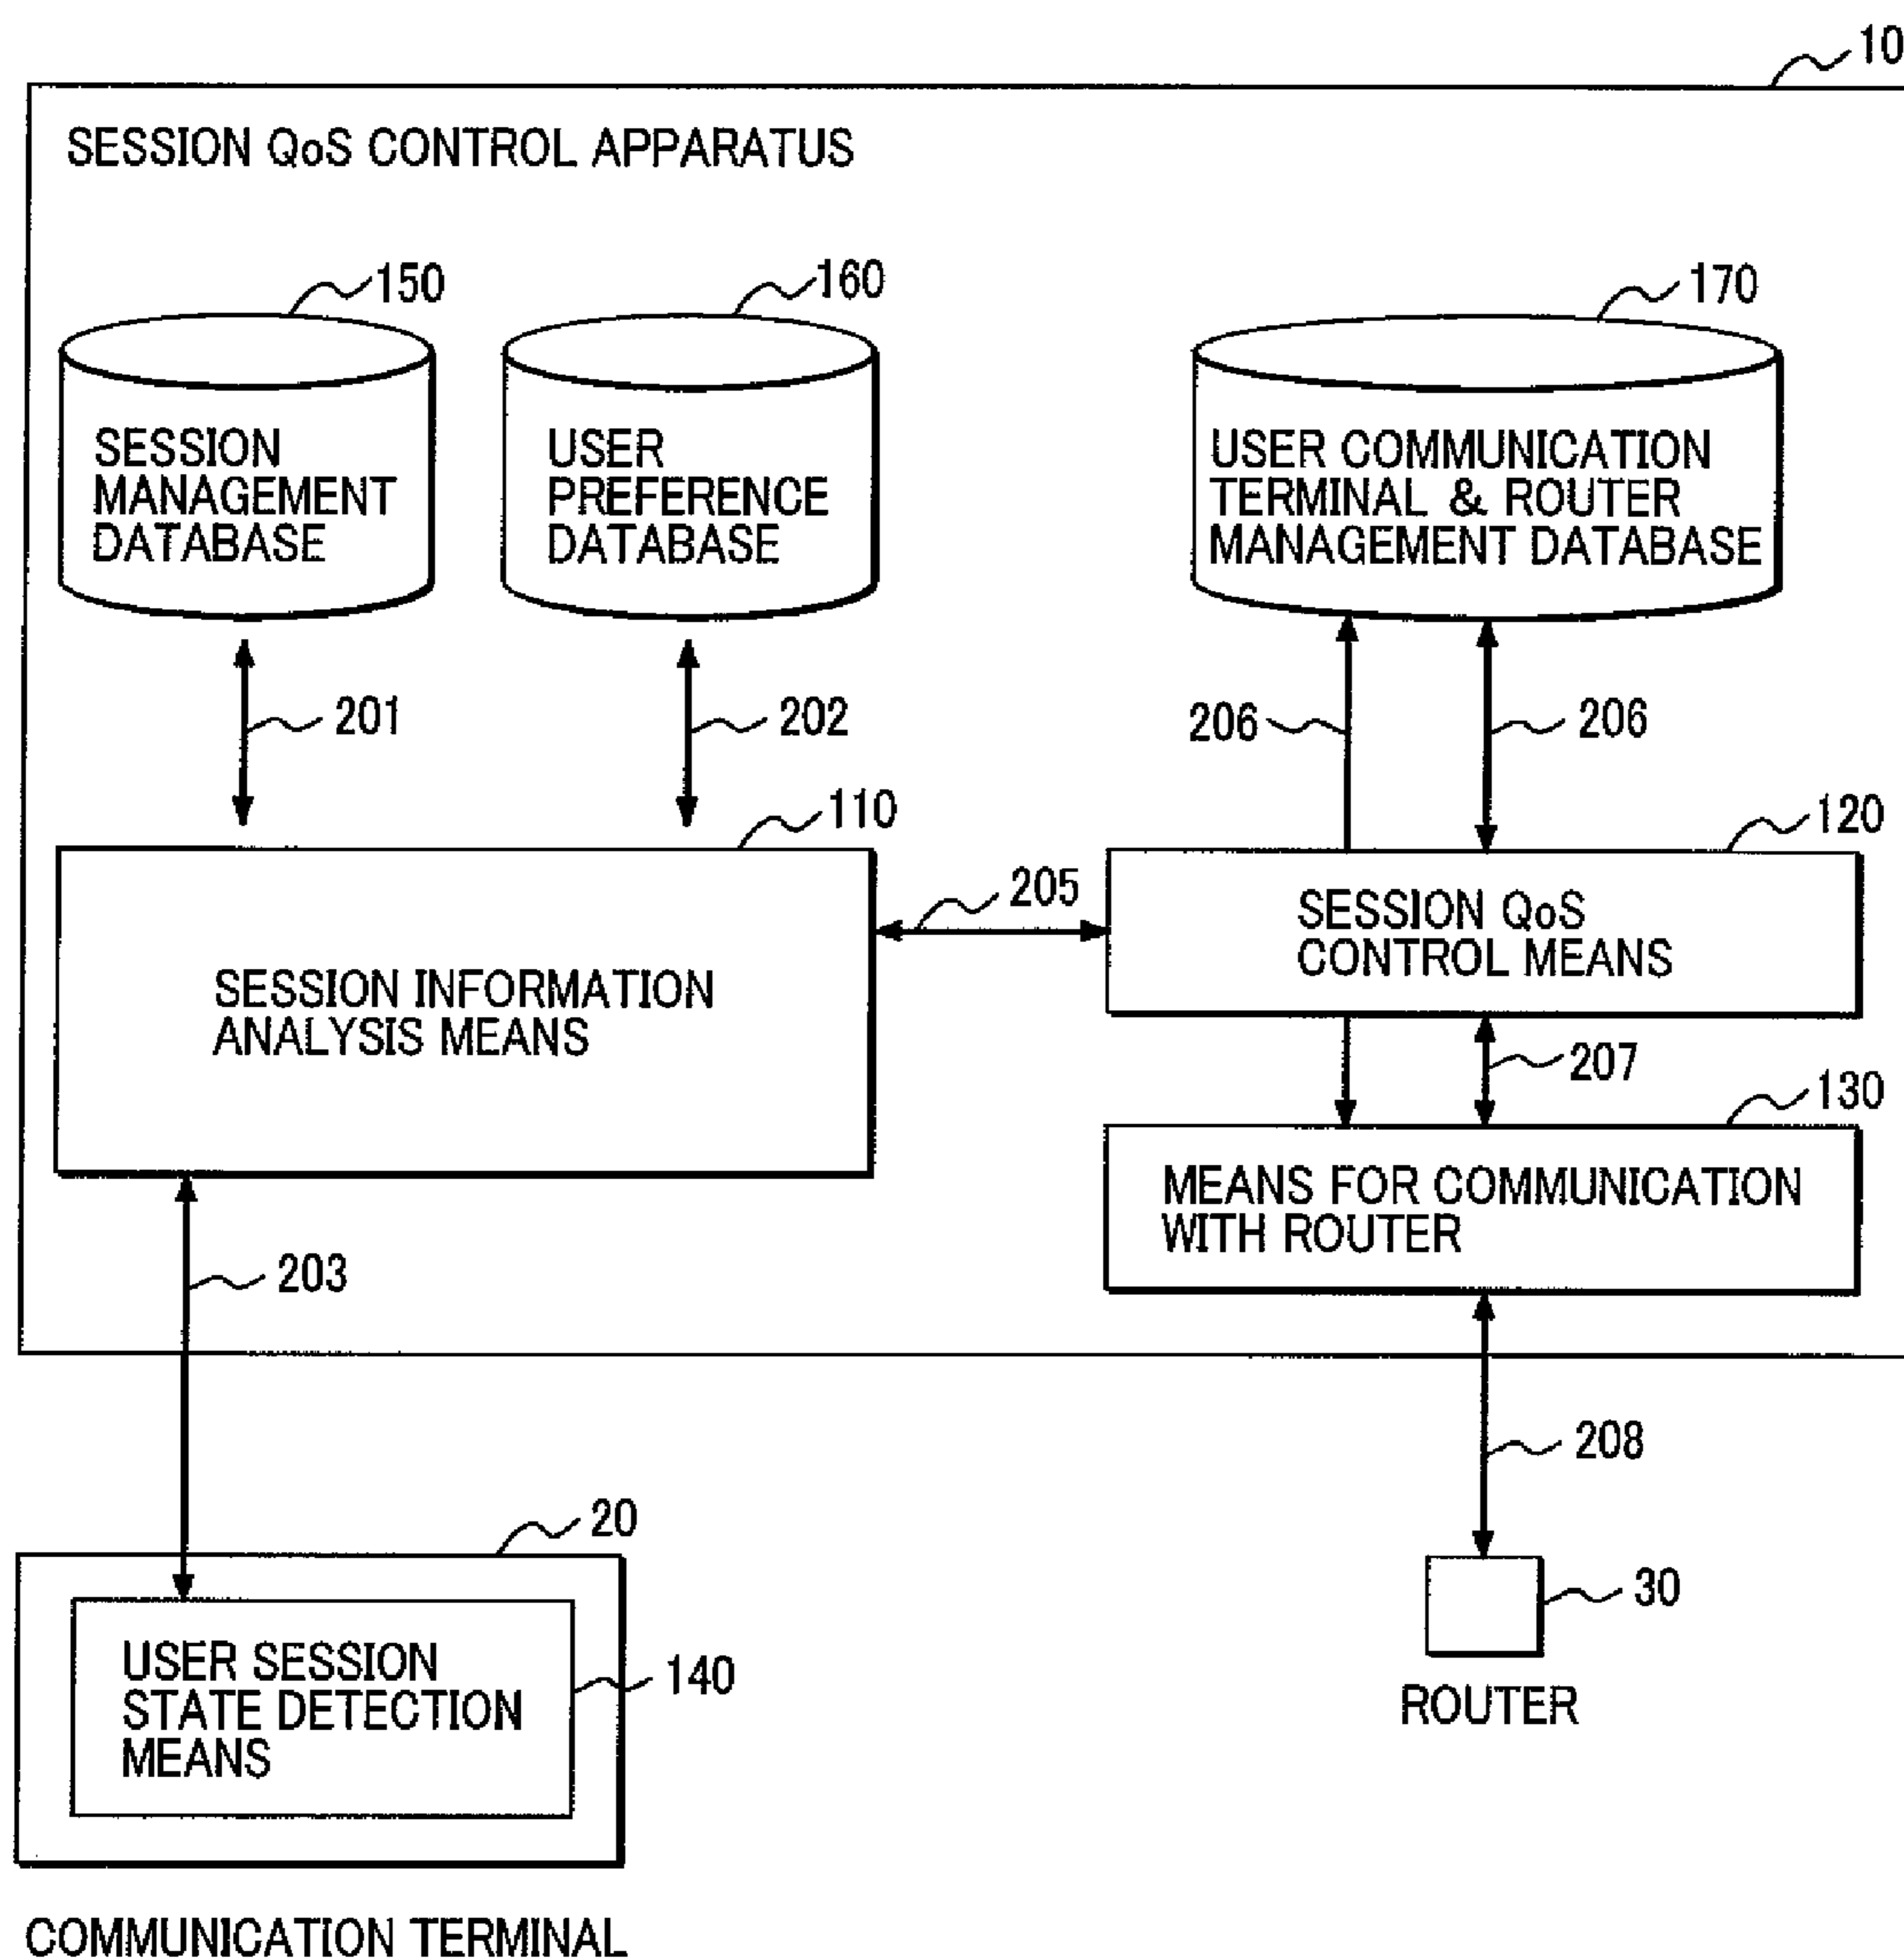 10
SESSION QoS CONTROL APPARATUS
150
160
170
SESSION
MANAGEMENT
DATABASE
USER
PREFERENCE
DATABASE
USER COMMUNICATION
TERMINAL & ROUTER
MANAGEMENT DATABASE
201
202
206
206
110
120
205
SESSION INFORMATION
ANALYSIS MEANS
SESSION QoS
CONTROL MEANS
207
130
MEANS FOR COMMUNICATION
WITH ROUTER
203
208
20
30
USER SESSION
STATE DETECTION
MEANS
140
ROUTER
COMMUNICATION TERMINAL